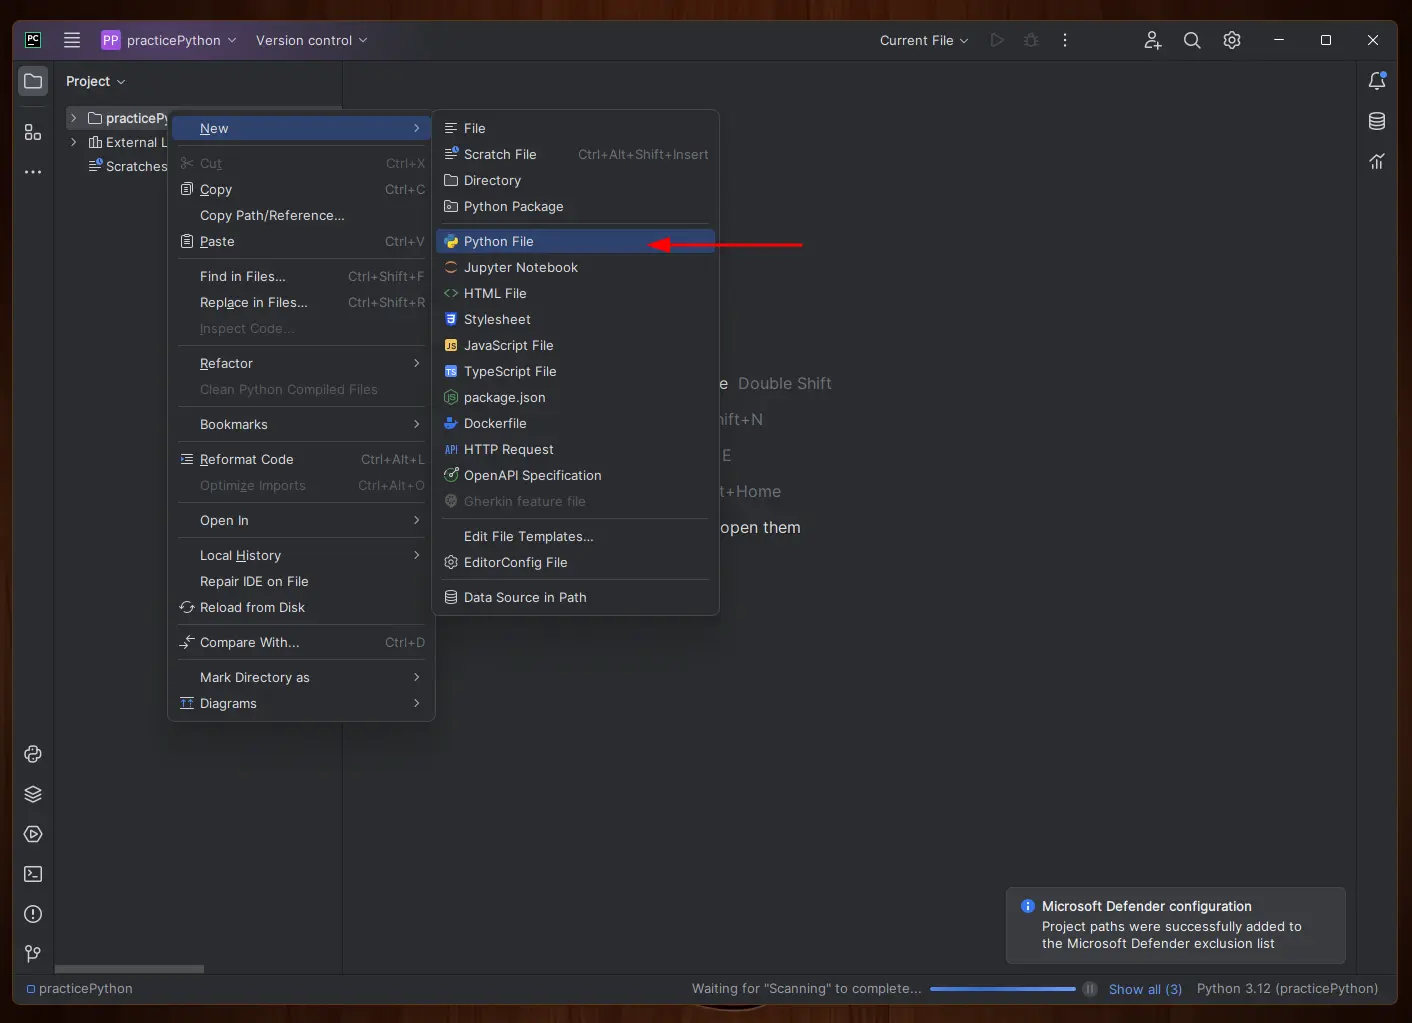 PC
PP practicePython
Version control
Current File
Project
practicePy
External L
Scratches
New
Cut Ctrl+X
Copy Ctrl+C
Copy Path/Reference...
Paste Ctrl+V
Find in Files... Ctrl+Shift+F
Replace in Files... Ctrl+Shift+R
Inspect Code...
Refactor
Clean Python Compiled Files
Bookmarks
Reformat Code Ctrl+Alt+L
Optimize Imports Ctrl+Alt+O
Open In
Local History
Repair IDE on File
Reload from Disk
Compare With... Ctrl+D
Mark Directory as
Diagrams
File
Scratch File Ctrl+Alt+Shift+Insert
Directory
Python Package
Python File
Jupyter Notebook
HTML File
Stylesheet
JS JavaScript File
TS TypeScript File
package.json
Dockerfile
API HTTP Request
OpenAPI Specification
Gherkin feature file
Edit File Templates...
EditorConfig File
Data Source in Path
e Double Shift
ift+N
E
t+Home
open them
Microsoft Defender configuration
Project paths were successfully added to
the Microsoft Defender exclusion list
practicePython
Waiting for "Scanning" to complete...
Show all (3)
Python 3.12 (practicePython)